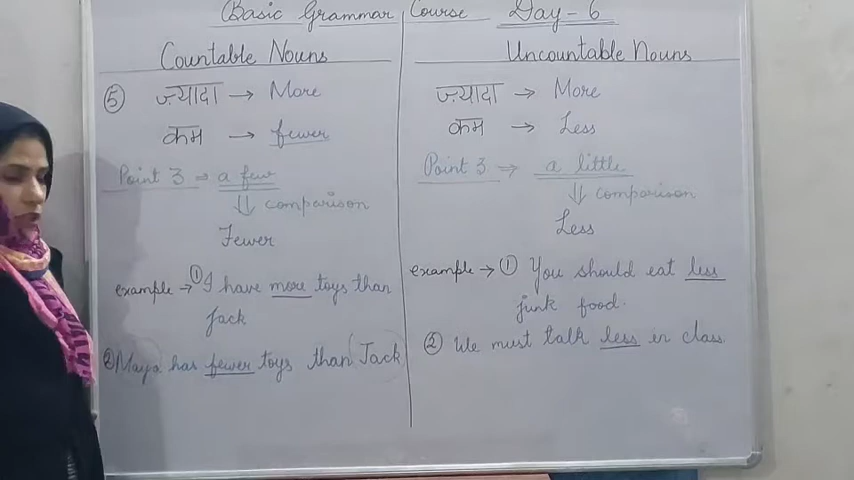 Basic Grammar Course Day-6
Countable Nouns
⑤ ज़्यादा → More
कम → fewer
Point 3 ⇒ a few
⇓ comparison
Fewer
example → ① I have more toys than
Jack
② Maya has fewer toys than Jack
Uncountable Nouns
ज़्यादा → More
कम → Less
Point 3 ⇒ a little
⇓ comparison
Less
example → ① You should eat less
junk food.
② We must talk less in class.